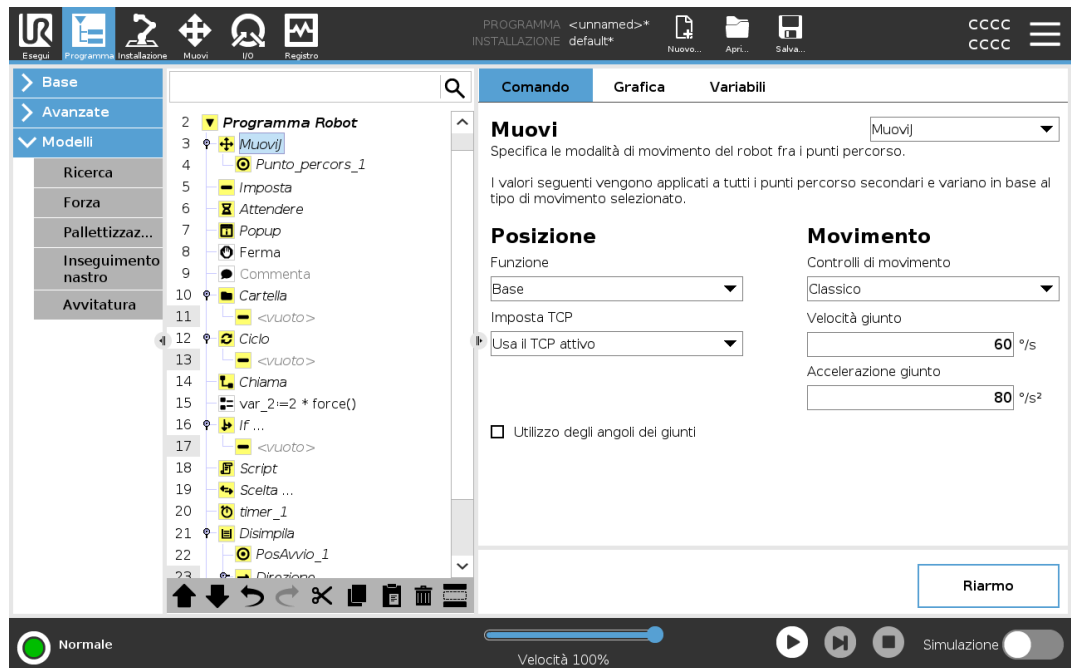 UR
PROGRAMMA <unnamed>*
INSTALLAZIONE default*
Esegui
Programma
Installazione
Muovi
I/O
Registro
Nuovo...
Apri...
Salva...
CCCC
CCCC
Base
Avanzate
Modelli
Ricerca
Forza
Pallettizzaz...
Inseguimento
nastro
Avvitatura
2 Programma Robot
3 MuoviJ
4 Punto_percors_1
5 Imposta
6 Attendere
7 Popup
8 Ferma
9 Commenta
10 Cartella
11 <vuoto>
12 Ciclo
13 <vuoto>
14 Chiama
15 var_2:=2 * force()
16 If ...
17 <vuoto>
18 Script
19 Scelta ...
20 timer_1
21 Disimpila
22 PosAvvio_1
23 Direzione
Comando
Grafica
Variabili
Muovi
MuoviJ
Specifica le modalità di movimento del robot fra i punti percorso.
I valori seguenti vengono applicati a tutti i punti percorso secondari e variano in base al
tipo di movimento selezionato.
Posizione
Funzione
Base
Imposta TCP
Usa il TCP attivo
Utilizzo degli angoli dei giunti
Movimento
Controlli di movimento
Classico
Velocità giunto
60 °/s
Accelerazione giunto
80 °/s²
Riarmo
Normale
Velocità 100%
Simulazione